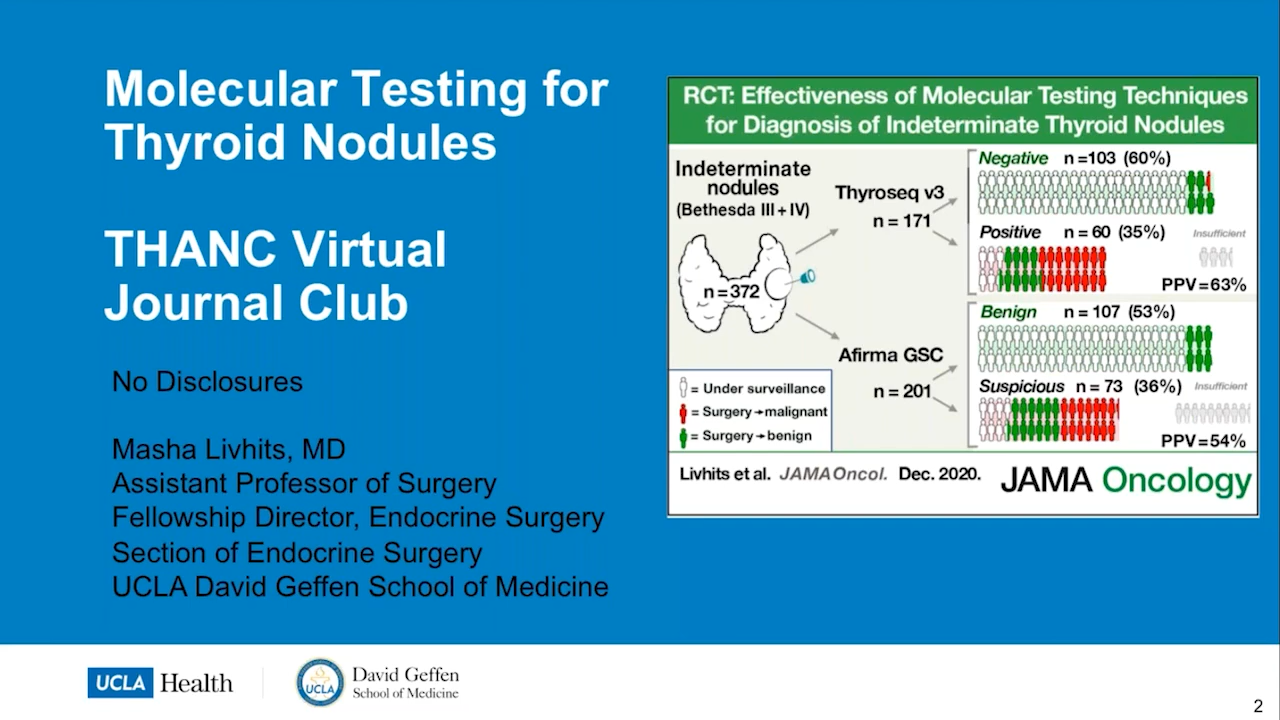 Molecular Testing for
Thyroid Nodules
THANC Virtual
Journal Club
No Disclosures
Masha Livhits, MD
Assistant Professor of Surgery
Fellowship Director, Endocrine Surgery
Section of Endocrine Surgery
UCLA David Geffen School of Medicine
RCT: Effectiveness of Molecular Testing Techniques
for Diagnosis of Indeterminate Thyroid Nodules
Indeterminate
nodules
(Bethesda III + IV)
n=372
Thyroseq v3
n = 171
Afirma GSC
n = 201
Negative n =103 (60%)
Positive n = 60 (35%)
Insufficient
PPV=63%
Benign n = 107 (53%)
Suspicious n = 73 (36%)
Insufficient
PPV=54%
= Under surveillance
= Surgery→malignant
= Surgery→benign
Livhits et al. JAMA Oncol. Dec. 2020.
JAMA Oncology
UCLA Health
UCLA
David Geffen
School of Medicine
2